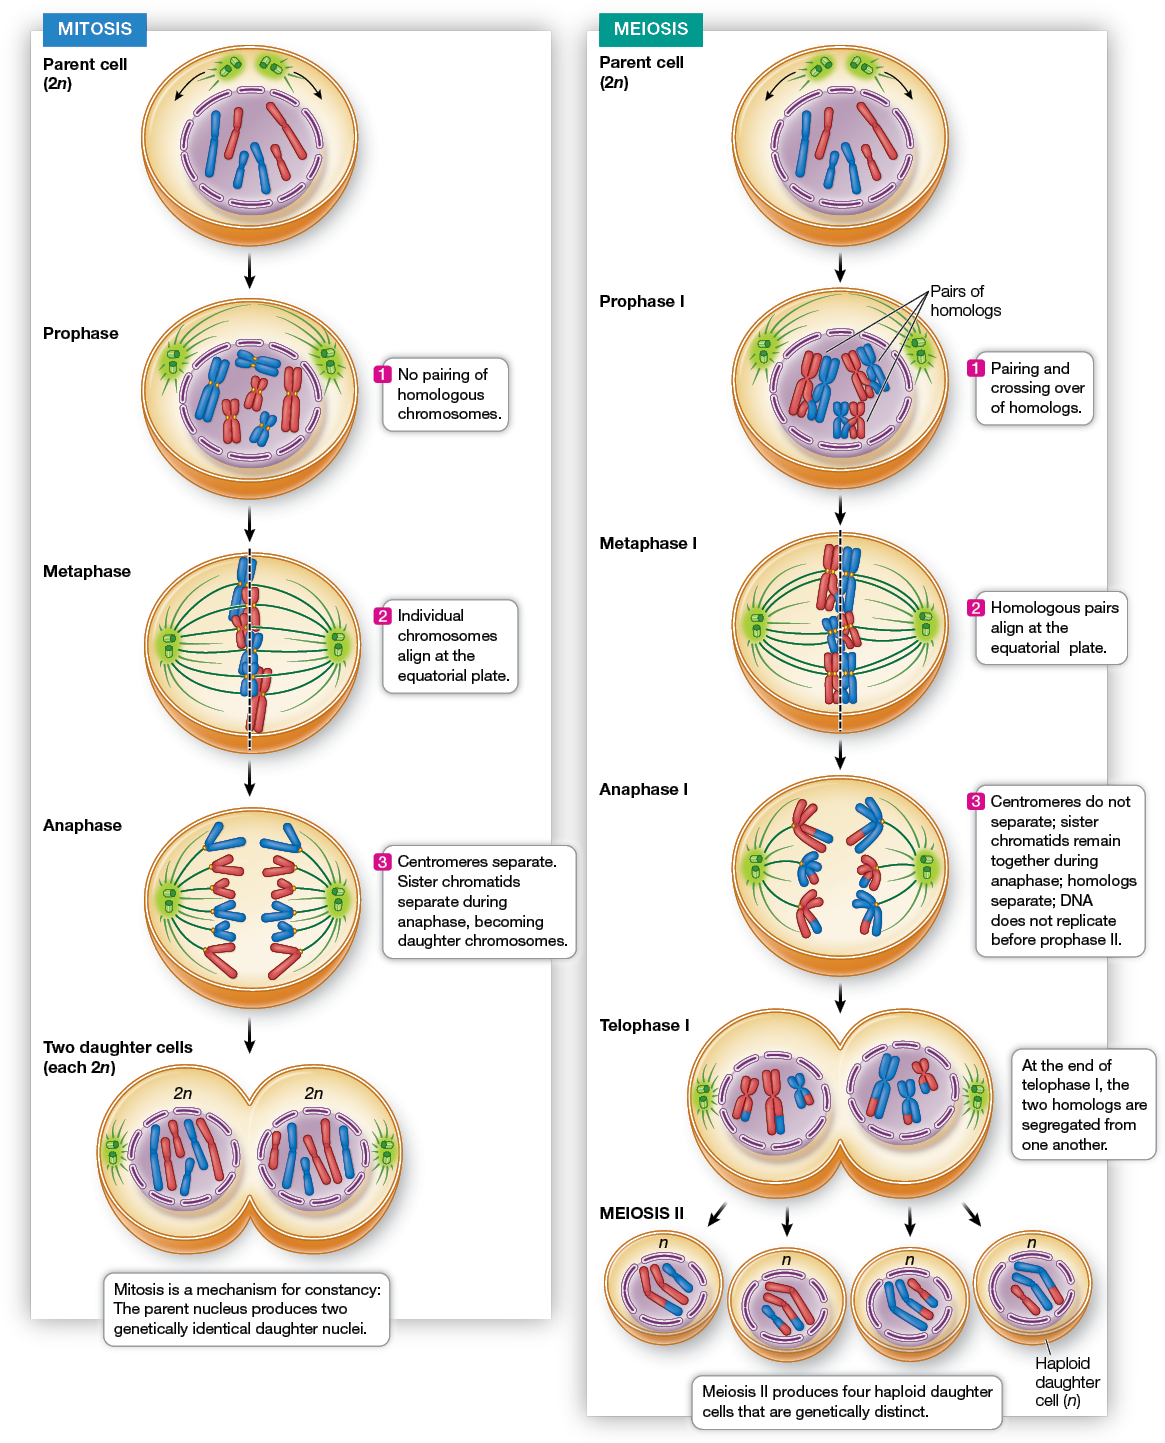 MITOSIS
Parent cell
(2n)
Prophase
1 No pairing of
homologous
chromosomes.
Metaphase
2 Individual
chromosomes
align at the
equatorial plate.
Anaphase
3 Centromeres separate.
Sister chromatids
separate during
anaphase, becoming
daughter chromosomes.
Two daughter cells
(each 2n)
2n
2n
Mitosis is a mechanism for constancy:
The parent nucleus produces two
genetically identical daughter nuclei.
MEIOSIS
Parent cell
(2n)
Prophase I
Pairs of
homologs
1 Pairing and
crossing over
of homologs.
Metaphase I
2 Homologous pairs
align at the
equatorial plate.
Anaphase I
3 Centromeres do not
separate; sister
chromatids remain
together during
anaphase; homologs
separate; DNA
does not replicate
before prophase II.
Telophase I
At the end of
telophase I, the
two homologs are
segregated from
one another.
MEIOSIS II
n
n
n
n
Haploid
daughter
cell (n)
Meiosis II produces four haploid daughter
cells that are genetically distinct.